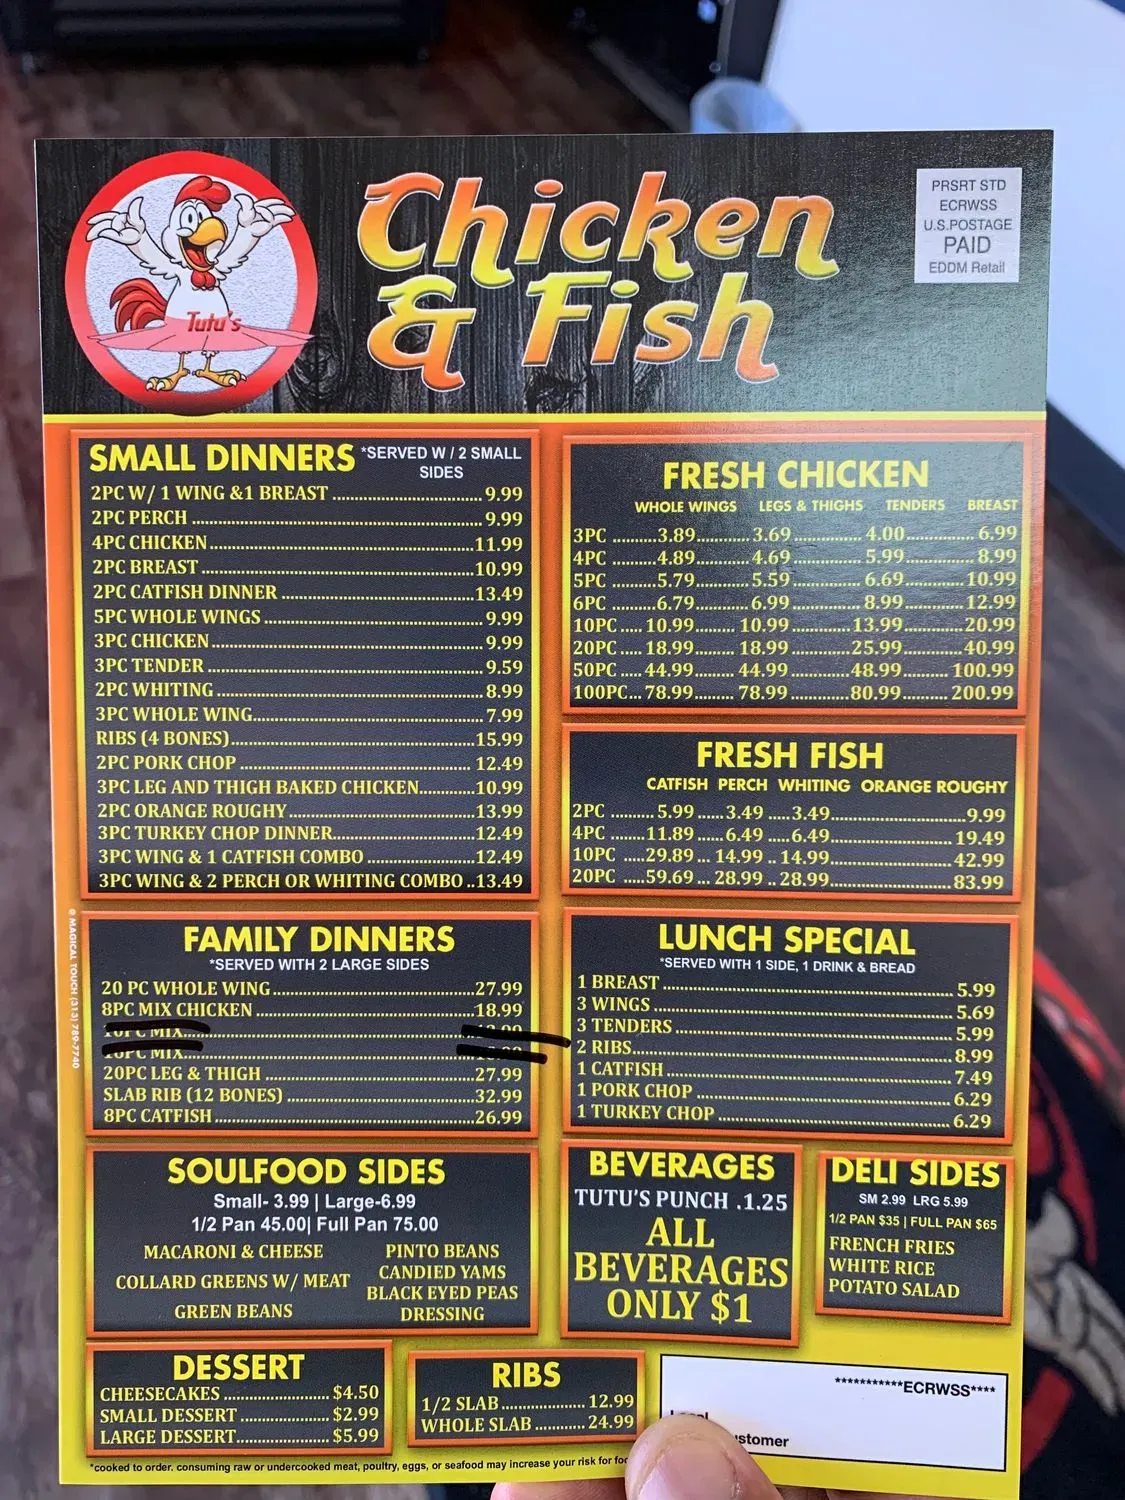 Tutu's
Chicken
& Fish
PRSRT STD
ECRWSS
U.S.POSTAGE
PAID
EDDM Retail
SMALL DINNERS *SERVED W / 2 SMALL
SIDES
2PC W/ 1 WING &1 BREAST ........ 9.99
2PC PERCH ........ 9.99
4PC CHICKEN ........ 11.99
2PC BREAST ........ 10.99
2PC CATFISH DINNER ........ 13.49
5PC WHOLE WINGS ........ 9.99
3PC CHICKEN ........ 9.99
3PC TENDER ........ 9.59
2PC WHITING ........ 8.99
3PC WHOLE WING ........ 7.99
RIBS (4 BONES) ........ 15.99
2PC PORK CHOP ........ 12.49
3PC LEG AND THIGH BAKED CHICKEN ........ 10.99
2PC ORANGE ROUGHY ........ 13.99
3PC TURKEY CHOP DINNER ........ 12.49
3PC WING & 1 CATFISH COMBO ........ 12.49
3PC WING & 2 PERCH OR WHITING COMBO ..13.49
FRESH CHICKEN
WHOLE WINGS LEGS & THIGHS TENDERS BREAST
3PC ........ 3.89 ........ 3.69 ........ 4.00 ........ 6.99
4PC ........ 4.89 ........ 4.69 ........ 5.99 ........ 8.99
5PC ........ 5.79 ........ 5.59 ........ 6.69 ........ 10.99
6PC ........ 6.79 ........ 6.99 ........ 8.99 ........ 12.99
10PC ..... 10.99 ........ 10.99 ........ 13.99 ........ 20.99
20PC ..... 18.99 ........ 18.99 ........ 25.99 ........ 40.99
50PC ..... 44.99 ........ 44.99 ........ 48.99 ........ 100.99
100PC... 78.99 ........ 78.99 ........ 80.99 ........ 200.99
FRESH FISH
CATFISH PERCH WHITING ORANGE ROUGHY
2PC ........ 5.99 ..... 3.49 ..... 3.49 ........ 9.99
4PC ........ 11.89 ..... 6.49 ..... 6.49 ........ 19.49
10PC ..... 29.89 ... 14.99 .. 14.99 ........ 42.99
20PC ..... 59.69 ... 28.99 .. 28.99 ........ 83.99
© MAGICAL TOUCH (313) 789-7740
FAMILY DINNERS
*SERVED WITH 2 LARGE SIDES
20 PC WHOLE WING ........ 27.99
8PC MIX CHICKEN ........ 18.99
MIX
PC MIX
20PC LEG & THIGH ........ 27.99
SLAB RIB (12 BONES) ........ 32.99
8PC CATFISH ........ 26.99
LUNCH SPECIAL
*SERVED WITH 1 SIDE, 1 DRINK & BREAD
1 BREAST ........ 5.99
3 WINGS ........ 5.69
3 TENDERS ........ 5.99
2 RIBS ........ 8.99
1 CATFISH ........ 7.49
1 PORK CHOP ........ 6.29
1 TURKEY CHOP ........ 6.29
SOULFOOD SIDES
Small- 3.99 | Large-6.99
1/2 Pan 45.00| Full Pan 75.00
MACARONI & CHEESE
COLLARD GREENS W/ MEAT
GREEN BEANS
PINTO BEANS
CANDIED YAMS
BLACK EYED PEAS
DRESSING
BEVERAGES
TUTU'S PUNCH .1.25
ALL
BEVERAGES
ONLY $1
DELI SIDES
SM 2.99 LRG 5.99
1/2 PAN $35 | FULL PAN $65
FRENCH FRIES
WHITE RICE
POTATO SALAD
DESSERT
CHEESECAKES ........ $4.50
SMALL DESSERT ........ $2.99
LARGE DESSERT ........ $5.99
RIBS
1/2 SLAB ........ 12.99
WHOLE SLAB ........ 24.99
***********ECRWSS****
*cooked to order. consuming raw or undercooked meat, poultry, eggs, or seafood may increase your risk for